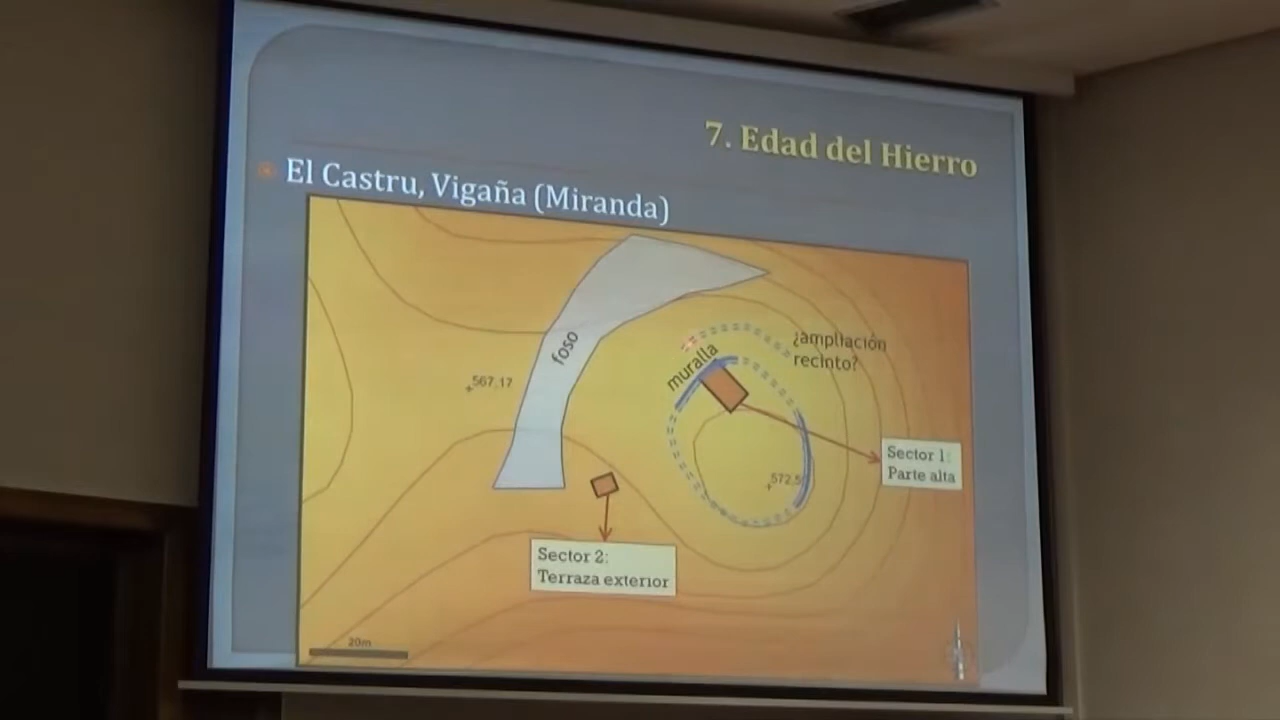 7. Edad del Hierro
El Castru, Vigaña (Miranda)
foso
567,17
muralla
¿ampliación
recinto?
Sector 1:
Parte alta
572,5
Sector 2:
Terraza exterior
20m